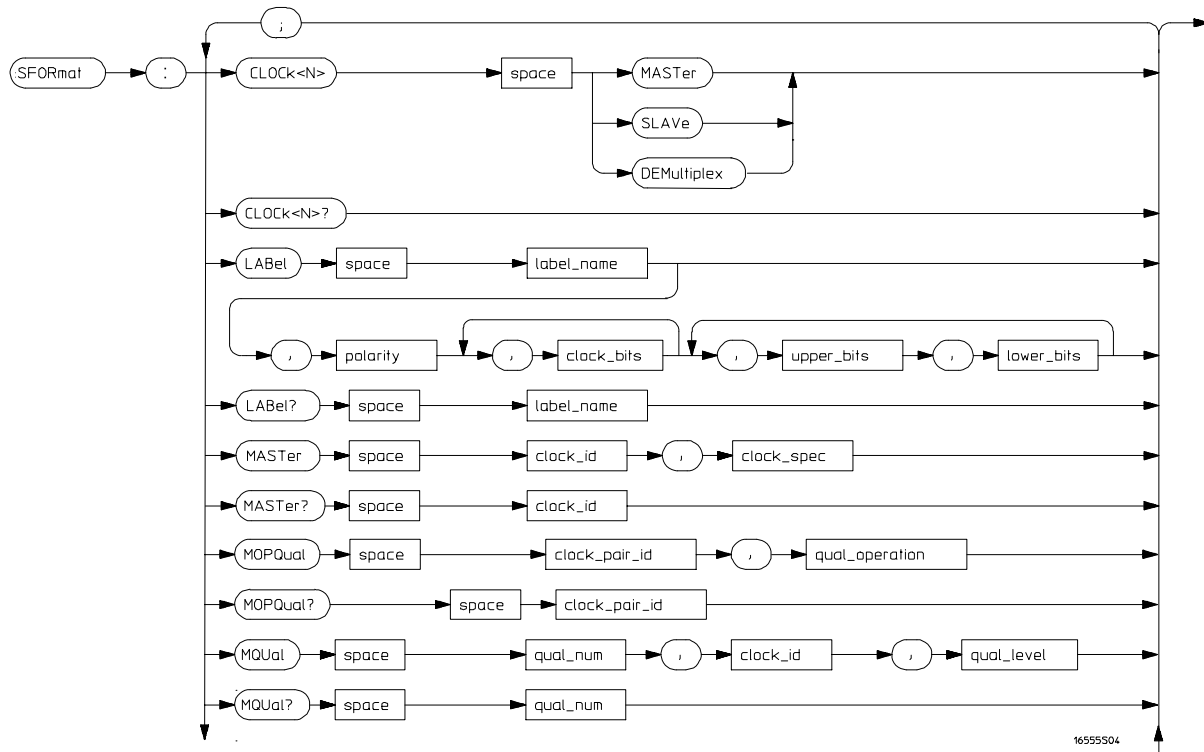 ;
:SFORmat : CLOCk<N> space MASTer
SLAVe
DEMultiplex
CLOCk<N>?
LABel space label_name
, polarity , clock_bits , upper_bits , lower_bits
LABel? space label_name
MASTer space clock_id , clock_spec
MASTer? space clock_id
MOPQual space clock_pair_id , qual_operation
MOPQual? space clock_pair_id
MQUal space qual_num , clock_id , qual_level
MQUal? space qual_num
16555S04